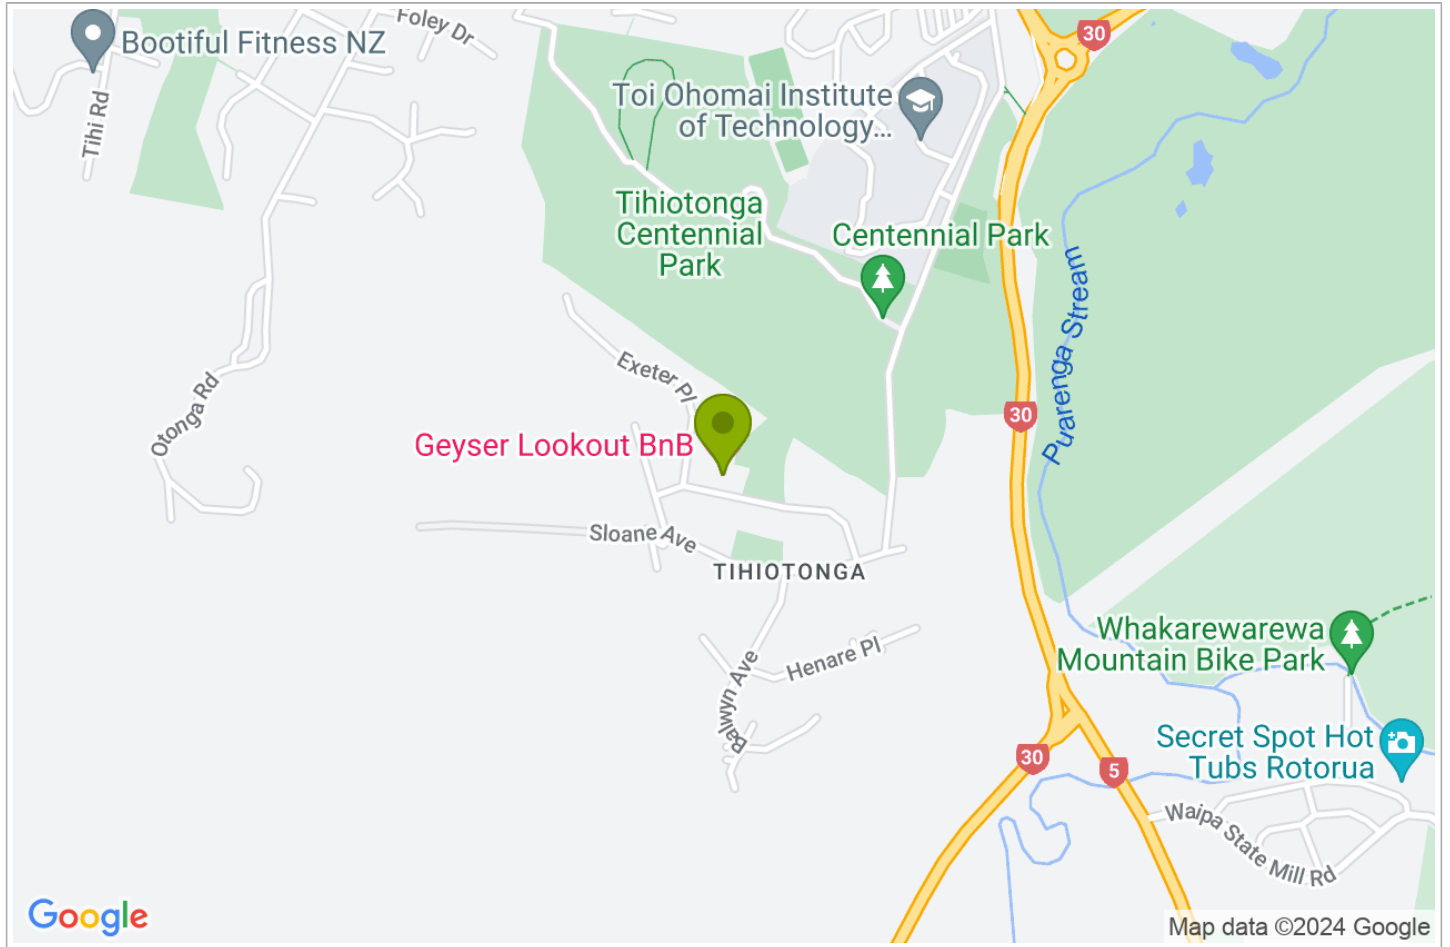 Foley Dr
Bootiful Fitness NZ
30
Tihi Rd
Toi Ohomai Institute
of Technology...
Tihiotonga
Centennial
Park
Centennial Park
Puarenga Stream
Exeter Pl
Otonga Rd
30
Geyser Lookout BnB
Sloane Ave
TIHIOTONGA
Whakarewarewa
Mountain Bike Park
Henare Pl
Balwyn Ave
Secret Spot Hot
Tubs Rotorua
30
5
Waipa State Mill Rd
Google
Map data ©2024 Google